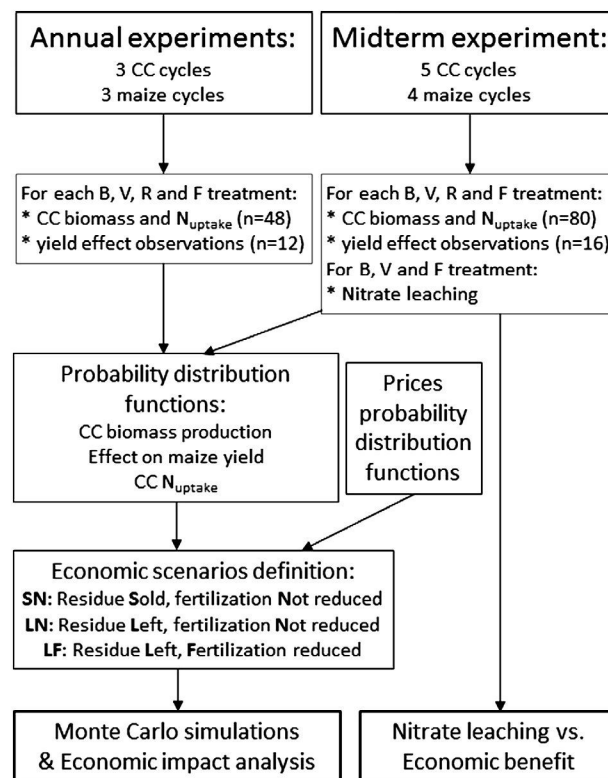 Annual experiments:
3 CC cycles
3 maize cycles
Midterm experiment:
5 CC cycles
4 maize cycles
For each B, V, R and F treatment:
* CC biomass and Nuptake (n=48)
* yield effect observations (n=12)
For each B, V, R and F treatment:
* CC biomass and Nuptake (n=80)
* yield effect observations (n=16)
For B, V and F treatment:
* Nitrate leaching
Probability distribution
functions:
CC biomass production
Effect on maize yield
CC Nuptake
Prices
probability
distribution
functions
Economic scenarios definition:
SN: Residue Sold, fertilization Not reduced
LN: Residue Left, fertilization Not reduced
LF: Residue Left, Fertilization reduced
Monte Carlo simulations
& Economic impact analysis
Nitrate leaching vs.
Economic benefit